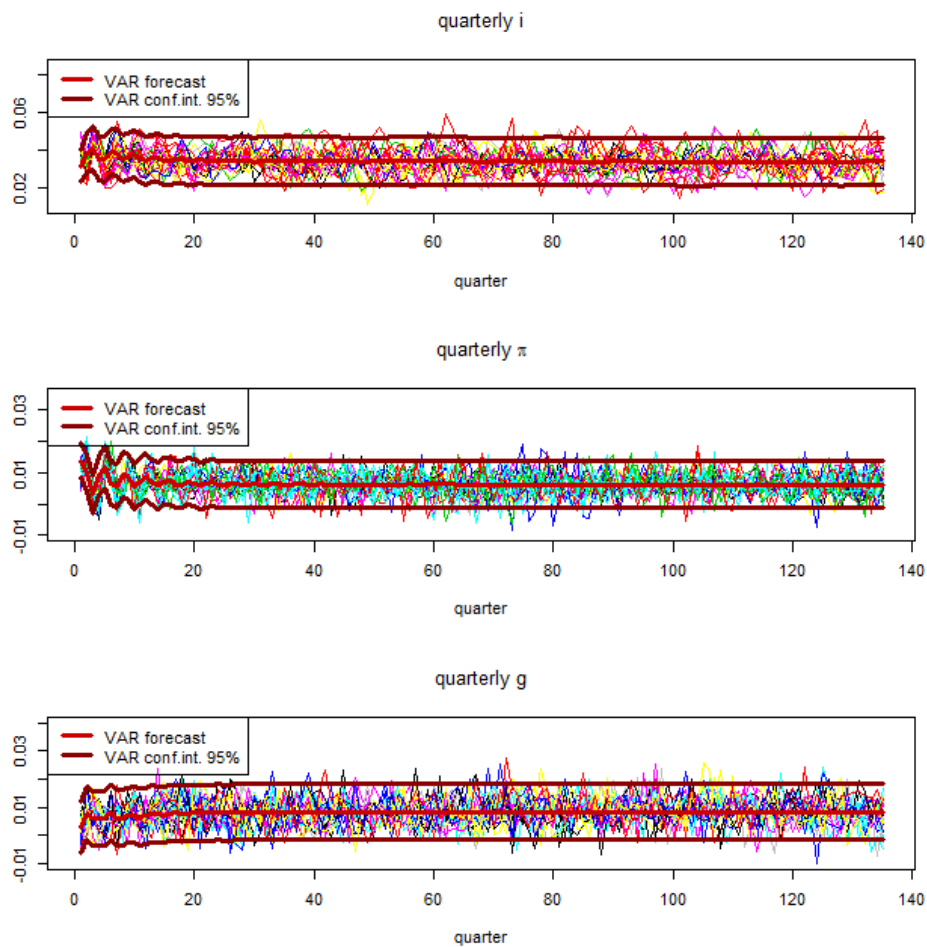 quarterly i
VAR forecast
VAR conf.int. 95%
0.06
0.02
0 20 40 60 80 100 120 140
quarter
quarterly π
VAR forecast
VAR conf.int. 95%
0.03
0.01
-0.01
0 20 40 60 80 100 120 140
quarter
quarterly g
VAR forecast
VAR conf.int. 95%
0.03
0.01
-0.01
0 20 40 60 80 100 120 140
quarter